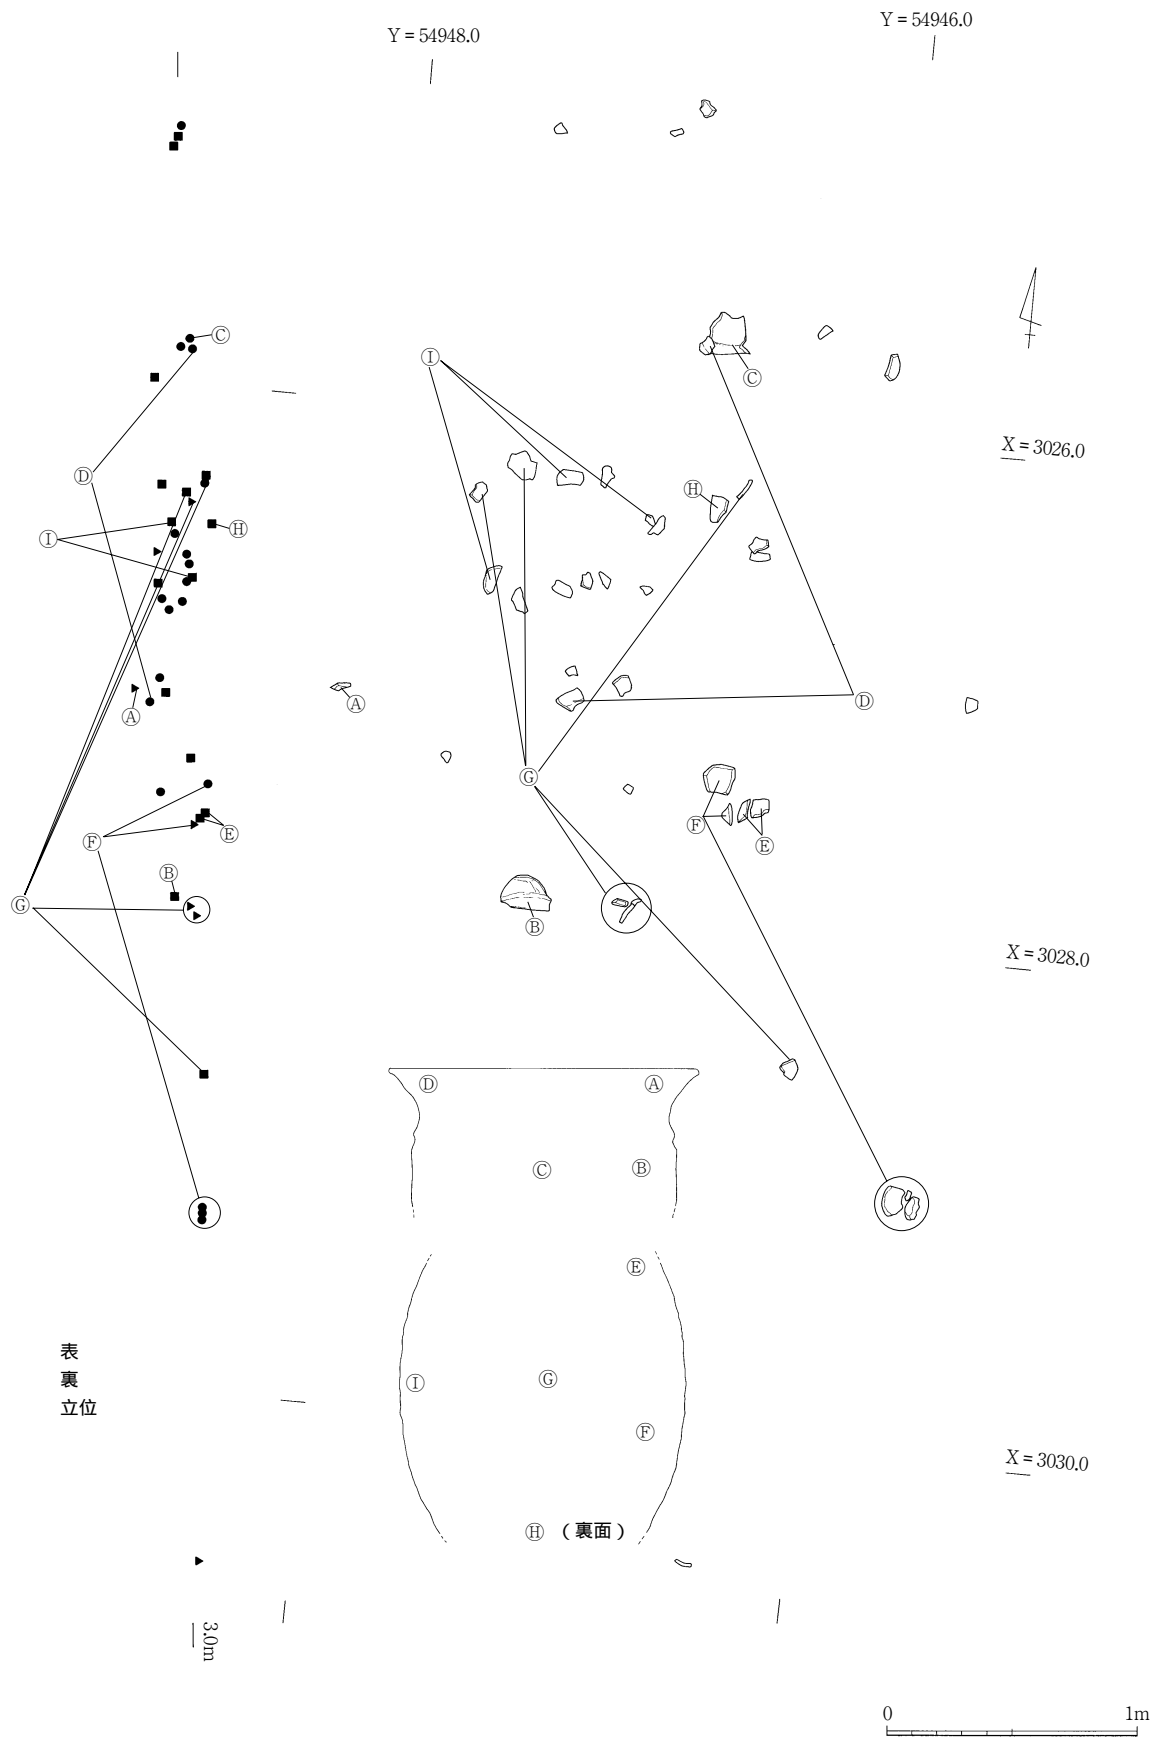 Y = 54946.0
Y = 54948.0
Ⓒ
Ⓘ
Ⓒ
X = 3026.0
Ⓓ
Ⓗ
Ⓘ
Ⓗ
Ⓐ
Ⓐ
Ⓓ
Ⓖ
Ⓕ
Ⓔ
Ⓕ
Ⓔ
Ⓑ
Ⓖ
Ⓑ
X = 3028.0
Ⓓ
Ⓐ
Ⓒ
Ⓑ
Ⓔ
表
裏
立位
Ⓘ
Ⓖ
Ⓕ
X = 3030.0
Ⓗ （裏面）
3.0m
0 1m